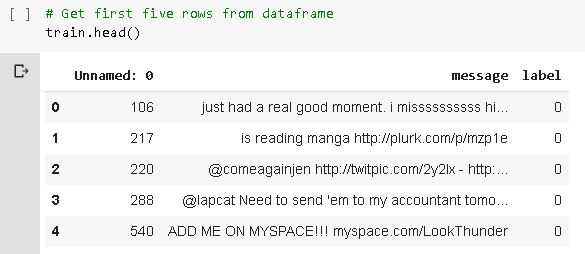 [ ] # Get first five rows from dataframe
train.head()
Unnamed: 0 message label
0 106 just had a real good moment. i missssssssss hi... 0
1 217 is reading manga http://plurk.com/p/mzp1e 0
2 220 @comeagainjen http://twitpic.com/2y2lx - http:... 0
3 288 @lapcat Need to send 'em to my accountant tomo... 0
4 540 ADD ME ON MYSPACE!!! myspace.com/LookThunder 0